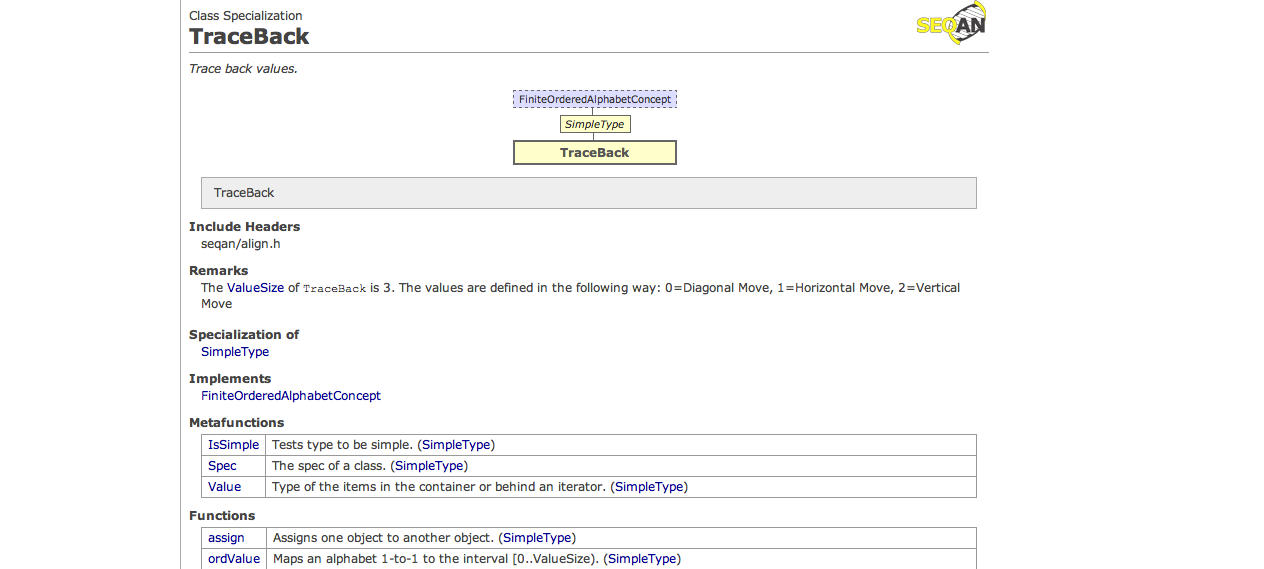 Class Specialization
TraceBack
SEQAN
Trace back values.
FiniteOrderedAlphabetConcept
SimpleType
TraceBack
TraceBack
Include Headers
seqan/align.h
Remarks
The ValueSize of TraceBack is 3. The values are defined in the following way: 0=Diagonal Move, 1=Horizontal Move, 2=Vertical
Move
Specialization of
SimpleType
Implements
FiniteOrderedAlphabetConcept
Metafunctions
IsSimple Tests type to be simple. (SimpleType)
Spec The spec of a class. (SimpleType)
Value Type of the items in the container or behind an iterator. (SimpleType)
Functions
assign Assigns one object to another object. (SimpleType)
ordValue Maps an alphabet 1-to-1 to the interval [0..ValueSize). (SimpleType)